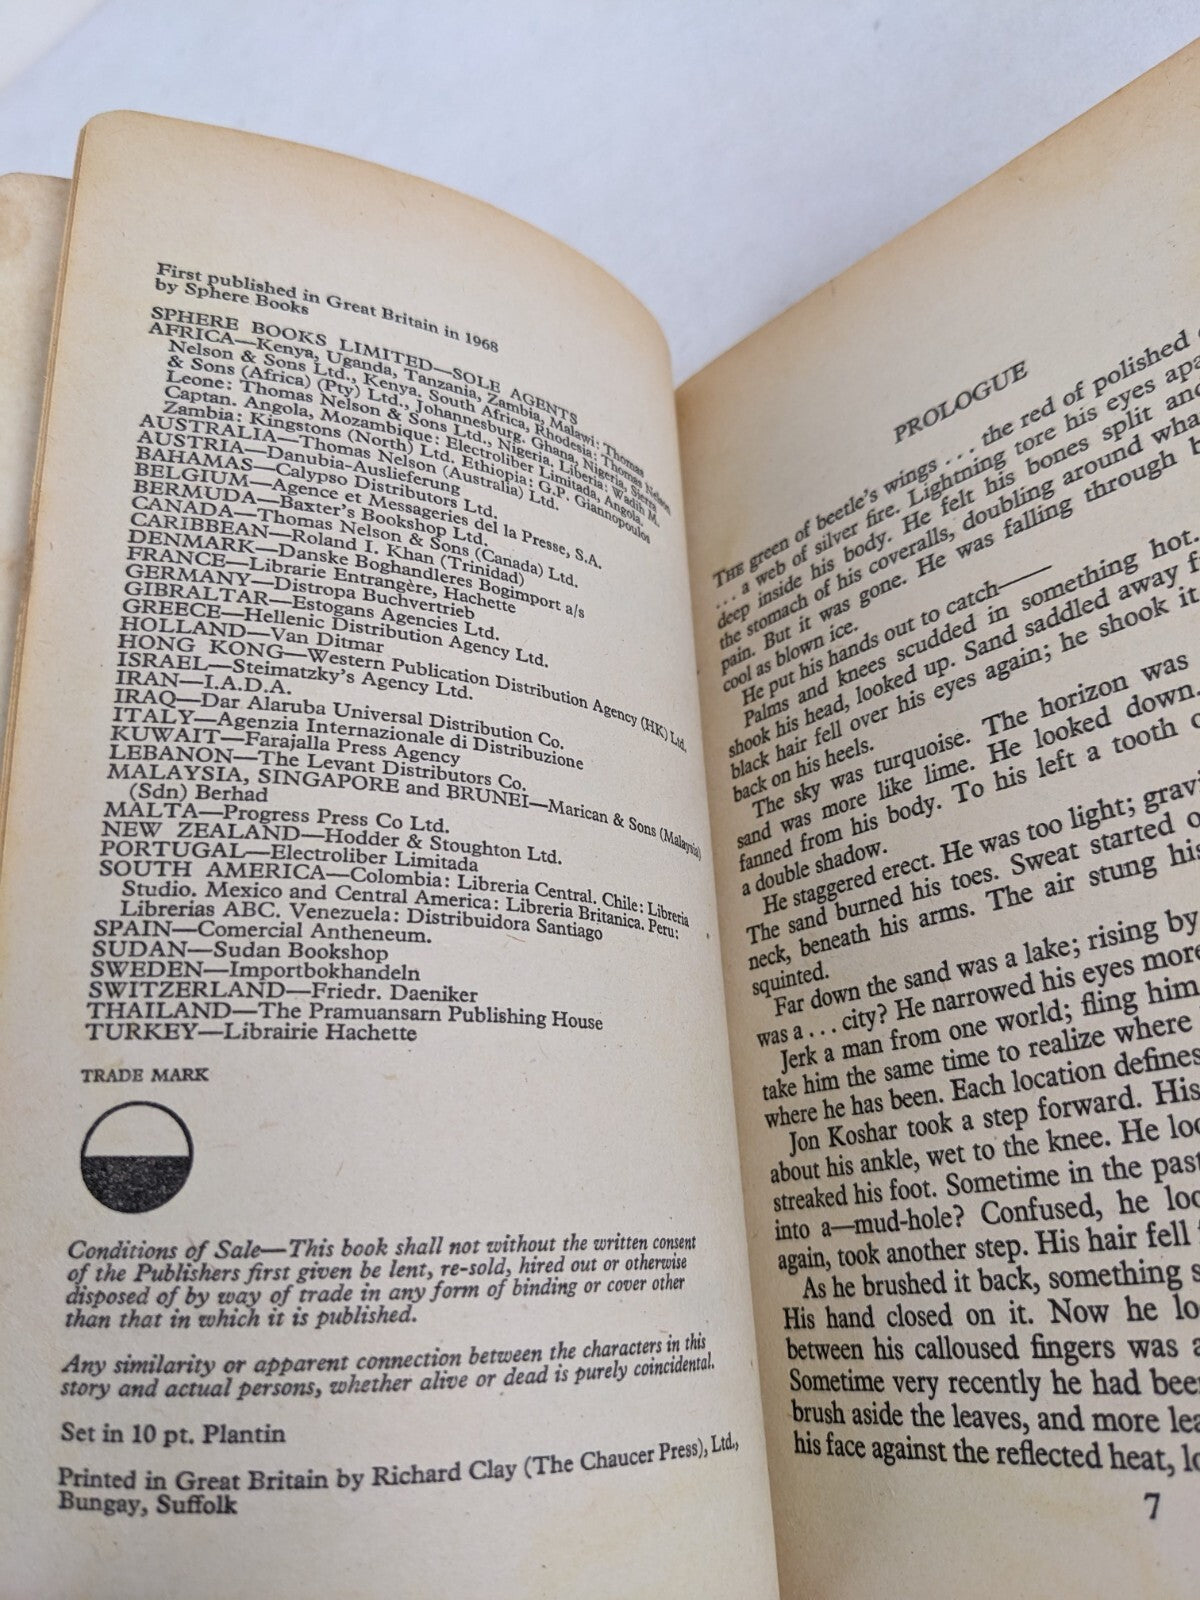 First published in Great Britain in 1968
by Sphere Books
SPHERE BOOKS LIMITED—SOLE AGENTS
AFRICA—Kenya, Uganda, Tanzania, Zambia, Malawi: Thomas
Nelson & Sons Ltd., Kenya. South Africa, Rhodesia: Thomas Nelson
& Sons (Africa) (Pty) Ltd., Johannesburg. Ghana, Nigeria, Sierra
Leone: Thomas Nelson & Sons Ltd., Nigeria. Liberia: Wadih M.
Captan. Angola, Mozambique: Electroliber Limitada, Angola.
Zambia: Kingstons (North) Ltd. Ethiopia: G.P. Giannopoulos
AUSTRALIA—Thomas Nelson (Australia) Ltd.
AUSTRIA—Danubia-Auslieferung
BAHAMAS—Calypso Distributors Ltd.
BELGIUM—Agence et Messageries del la Presse, S.A.
BERMUDA—Baxter's Bookshop Ltd.
CANADA—Thomas Nelson & Sons (Canada) Ltd.
CARIBBEAN—Roland I. Khan (Trinidad)
DENMARK—Danske Boghandleres Bogimport a/s
FRANCE—Librairie Entrangère, Hachette
GERMANY—Distropa Buchvertrieb
GIBRALTAR—Estogans Agencies Ltd.
GREECE—Hellenic Distribution Agency Ltd.
HOLLAND—Van Ditmar
HONG KONG—Western Publication Distribution Agency (HK) Ltd.
ISRAEL—Steimatzky's Agency Ltd.
IRAN—I.A.D.A.
IRAQ—Dar Alaruba Universal Distribution Co.
ITALY—Agenzia Internazionale di Distribuzione
KUWAIT—Farajalla Press Agency
LEBANON—The Levant Distributors Co.
MALAYSIA, SINGAPORE and BRUNEI—Marican & Sons (Malaysia)
(Sdn) Berhad
MALTA—Progress Press Co Ltd.
NEW ZEALAND—Hodder & Stoughton Ltd.
PORTUGAL—Electroliber Limitada
SOUTH AMERICA—Colombia: Libreria Central. Chile: Libreria
Studio. Mexico and Central America: Libreria Britanica. Peru:
Librerias ABC. Venezuela: Distribuidora Santiago
SPAIN—Comercial Antheneum.
SUDAN—Sudan Bookshop
SWEDEN—Importbokhandeln
SWITZERLAND—Friedr. Daeniker
THAILAND—The Pramuansarn Publishing House
TURKEY—Librairie Hachette
TRADE MARK
Conditions of Sale—This book shall not without the written consent
of the Publishers first given be lent, re-sold, hired out or otherwise
disposed of by way of trade in any form of binding or cover other
than that in which it is published.
Any similarity or apparent connection between the characters in this
story and actual persons, whether alive or dead is purely coincidental.
Set in 10 pt. Plantin
Printed in Great Britain by Richard Clay (The Chaucer Press), Ltd.,
Bungay, Suffolk
PROLOGUE
THE green of beetle's wings . . . the red of polished
. . . a web of silver fire. Lightning tore his eyes
deep inside his body. He felt his bones split
the stomach of his coveralls, doubling around
pain. But it was gone. He was falling through
cool as blown ice.
He put his hands out to catch—
Palms and knees scudded in something hot.
shook his head, looked up. Sand saddled away
black hair fell over his eyes again; he shook it
back on his heels.
The sky was turquoise. The horizon was
sand was more like lime. He looked down.
fanned from his body. To his left a tooth
a double shadow.
He staggered erect. He was too light;
The sand burned his toes. Sweat started
neck, beneath his arms. The air stung his
squinted.
Far down the sand was a lake; rising by
was a . . . city? He narrowed his eyes more
Jerk a man from one world; fling him
take him the same time to realize where
where he has been. Each location defines
Jon Koshar took a step forward. His
about his ankle, wet to the knee. He
streaked his foot. Sometime in the past
into a—mud-hole? Confused, he
again, took another step. His hair fell
As he brushed it back, something
His hand closed on it. Now he
between his calloused fingers was
Sometime very recently he had
brush aside the leaves, and more
his face against the reflected heat,
7